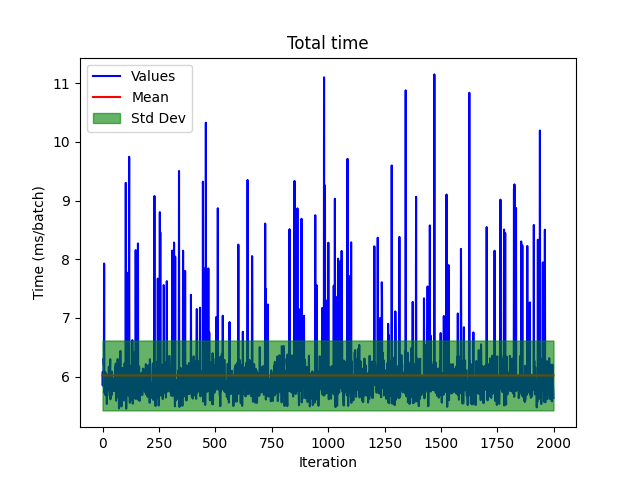 Total time
Values
Mean
Std Dev
Time (ms/batch)
11
10
9
8
7
6
0
250
500
750
1000
1250
1500
1750
2000
Iteration